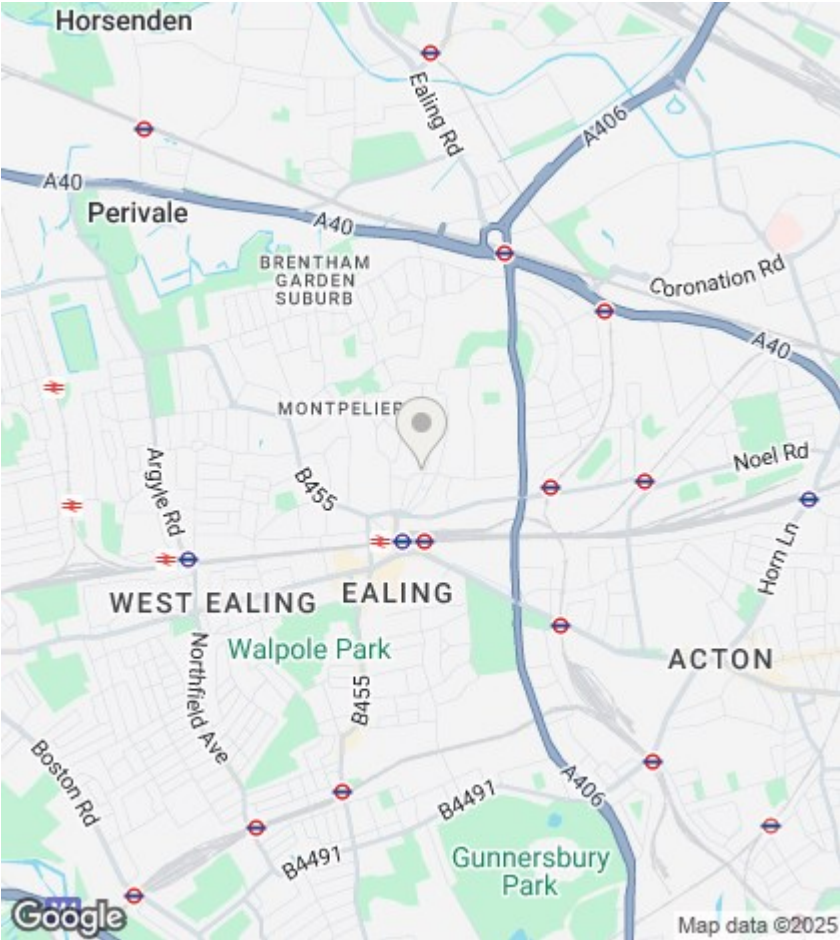 Horsenden
Ealing Rd
A406
A40
Perivale
A40
BRENTHAM
GARDEN
SUBURB
Coronation Rd
A40
MONTPELIER
Argyle Rd
B455
Noel Rd
Horn Ln
WEST EALING
EALING
Walpole Park
ACTON
Northfield Ave
B455
Boston Rd
A406
B4491
B4491
Gunnersbury
Park
Google
Map data ©2025